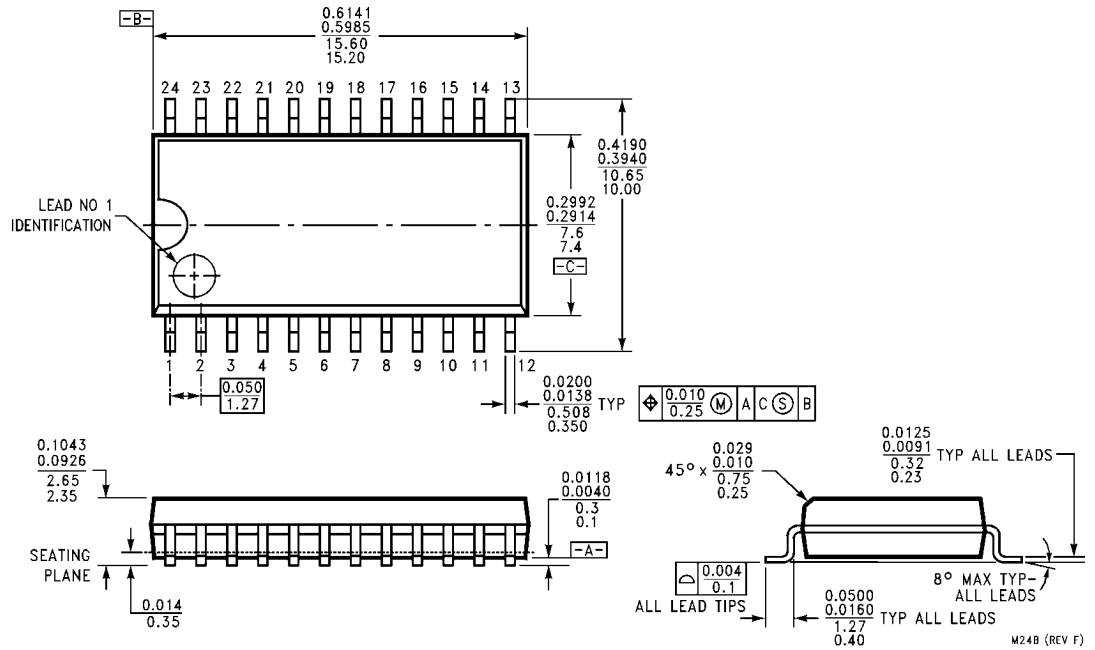 -B-
0.6141
0.5985
15.60
15.20
24 23 22 21 20 19 18 17 16 15 14 13
0.4190
0.3940
10.65
10.00
LEAD NO 1
IDENTIFICATION
0.2992
0.2914
7.6
7.4
-C-
1 2 3 4 5 6 7 8 9 10 11 12
0.050
1.27
0.0200
0.0138
0.508
0.350
TYP
0.010
0.25
M A C S B
0.1043
0.0926
2.65
2.35
0.0118
0.0040
0.3
0.1
-A-
SEATING
PLANE
0.014
0.35
45° x
0.029
0.010
0.75
0.25
0.0125
0.0091
0.32
0.23
TYP ALL LEADS
0.004
0.1
ALL LEAD TIPS
8° MAX TYP-
ALL LEADS
0.0500
0.0160
1.27
0.40
TYP ALL LEADS
M24B (REV F)